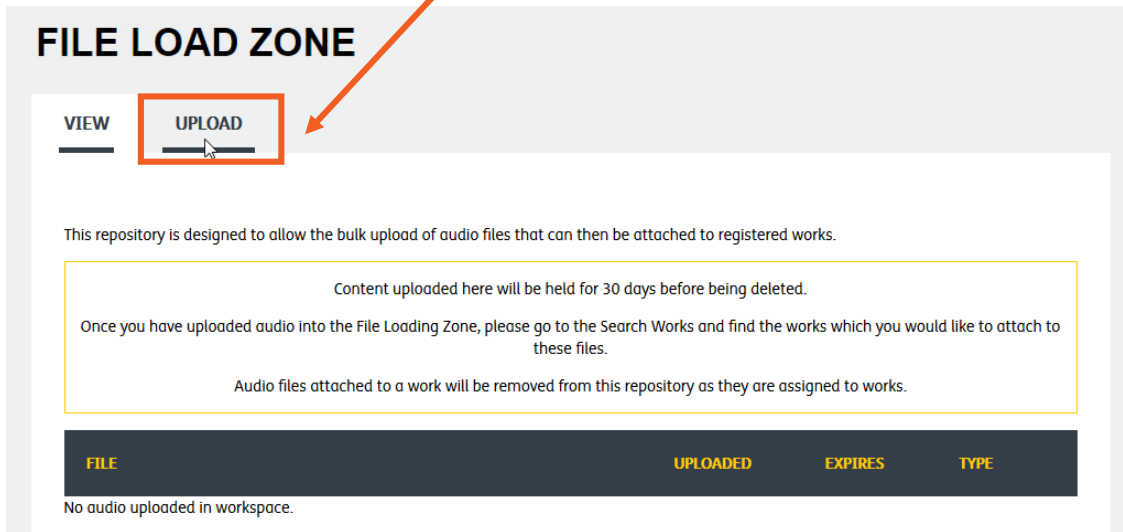 FILE LOAD ZONE
VIEW UPLOAD
This repository is designed to allow the bulk upload of audio files that can then be attached to registered works.
Content uploaded here will be held for 30 days before being deleted.
Once you have uploaded audio into the File Loading Zone, please go to the Search Works and find the works which you would like to attach to
these files.
Audio files attached to a work will be removed from this repository as they are assigned to works.
FILE UPLOADED EXPIRES TYPE
No audio uploaded in workspace.